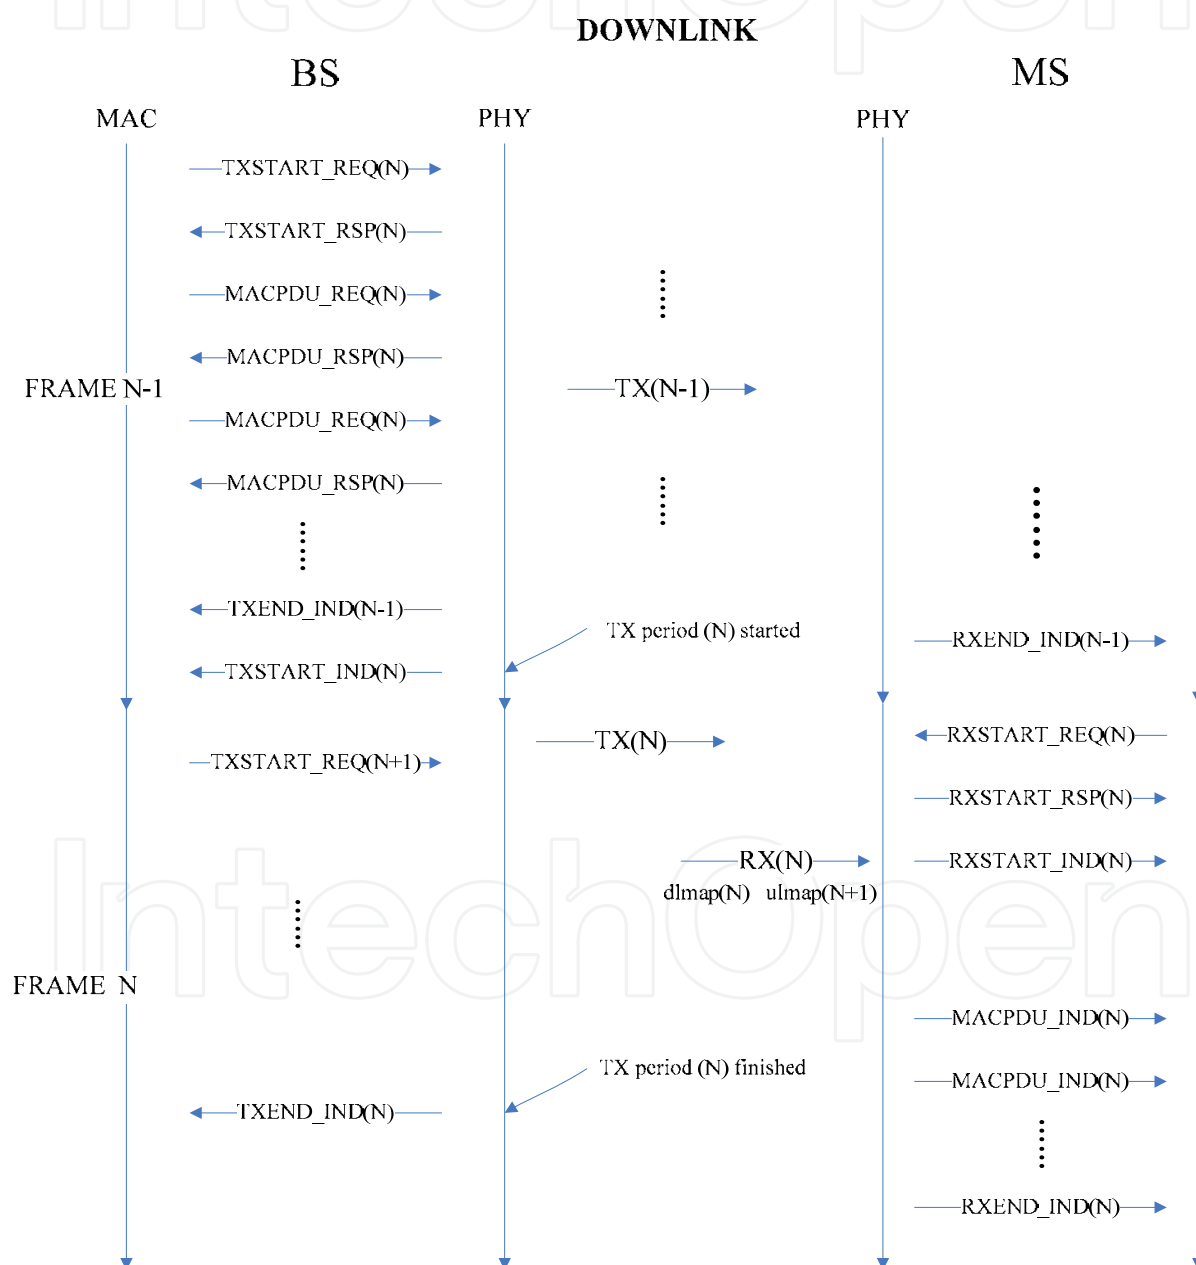 DOWNLINK
BS
MS
MAC
PHY
PHY
TXSTART_REQ(N)
TXSTART_RSP(N)
MACPDU_REQ(N)
MACPDU_RSP(N)
FRAME N-1
TX(N-1)
MACPDU_REQ(N)
MACPDU_RSP(N)
TXEND_IND(N-1)
TX period (N) started
RXEND_IND(N-1)
TXSTART_IND(N)
TX(N)
RXSTART_REQ(N)
TXSTART_REQ(N+1)
RXSTART_RSP(N)
RX(N)
RXSTART_IND(N)
dlmap(N) ulmap(N+1)
IntechOpen
FRAME N
MACPDU_IND(N)
TX period (N) finished
MACPDU_IND(N)
TXEND_IND(N)
RXEND_IND(N)